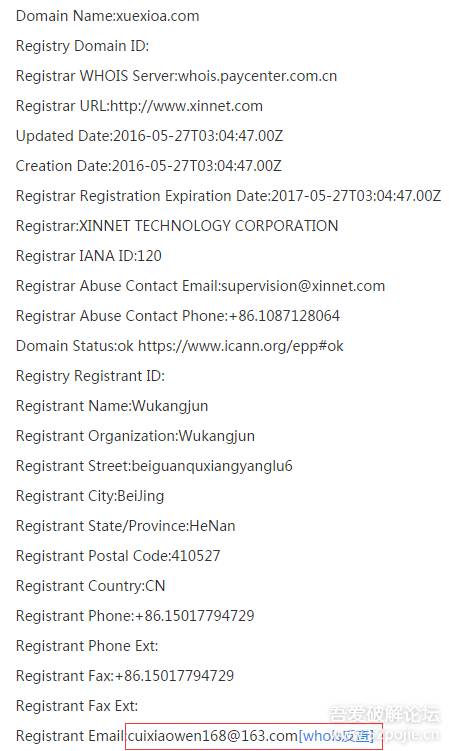 Domain Name:xuexioa.com
Registry Domain ID:
Registrar WHOIS Server:whois.paycenter.com.cn
Registrar URL:http://www.xinnet.com
Updated Date:2016-05-27T03:04:47.00Z
Creation Date:2016-05-27T03:04:47.00Z
Registrar Registration Expiration Date:2017-05-27T03:04:47.00Z
Registrar:XINNET TECHNOLOGY CORPORATION
Registrar IANA ID:120
Registrar Abuse Contact Email:supervision@xinnet.com
Registrar Abuse Contact Phone:+86.1087128064
Domain Status:ok https://www.icann.org/epp#ok
Registry Registrant ID:
Registrant Name:Wukangjun
Registrant Organization:Wukangjun
Registrant Street:beiguanquxiangyanglu6
Registrant City:BeiJing
Registrant State/Province:HeNan
Registrant Postal Code:410527
Registrant Country:CN
Registrant Phone:+86.15017794729
Registrant Phone Ext:
Registrant Fax:+86.15017794729
Registrant Fax Ext:
吾爱破解论坛
Registrant Email:cuixiaowen168@163.com[whois反查]
www.52pojie.cn